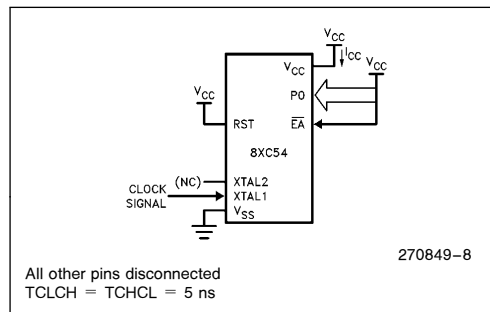 VCC
ICC
VCC
VCC
VCC
P0
RST
EA
8XC54
(NC)
XTAL2
CLOCK SIGNAL
XTAL1
VSS
270849–8
All other pins disconnected
TCLCH = TCHCL = 5 ns